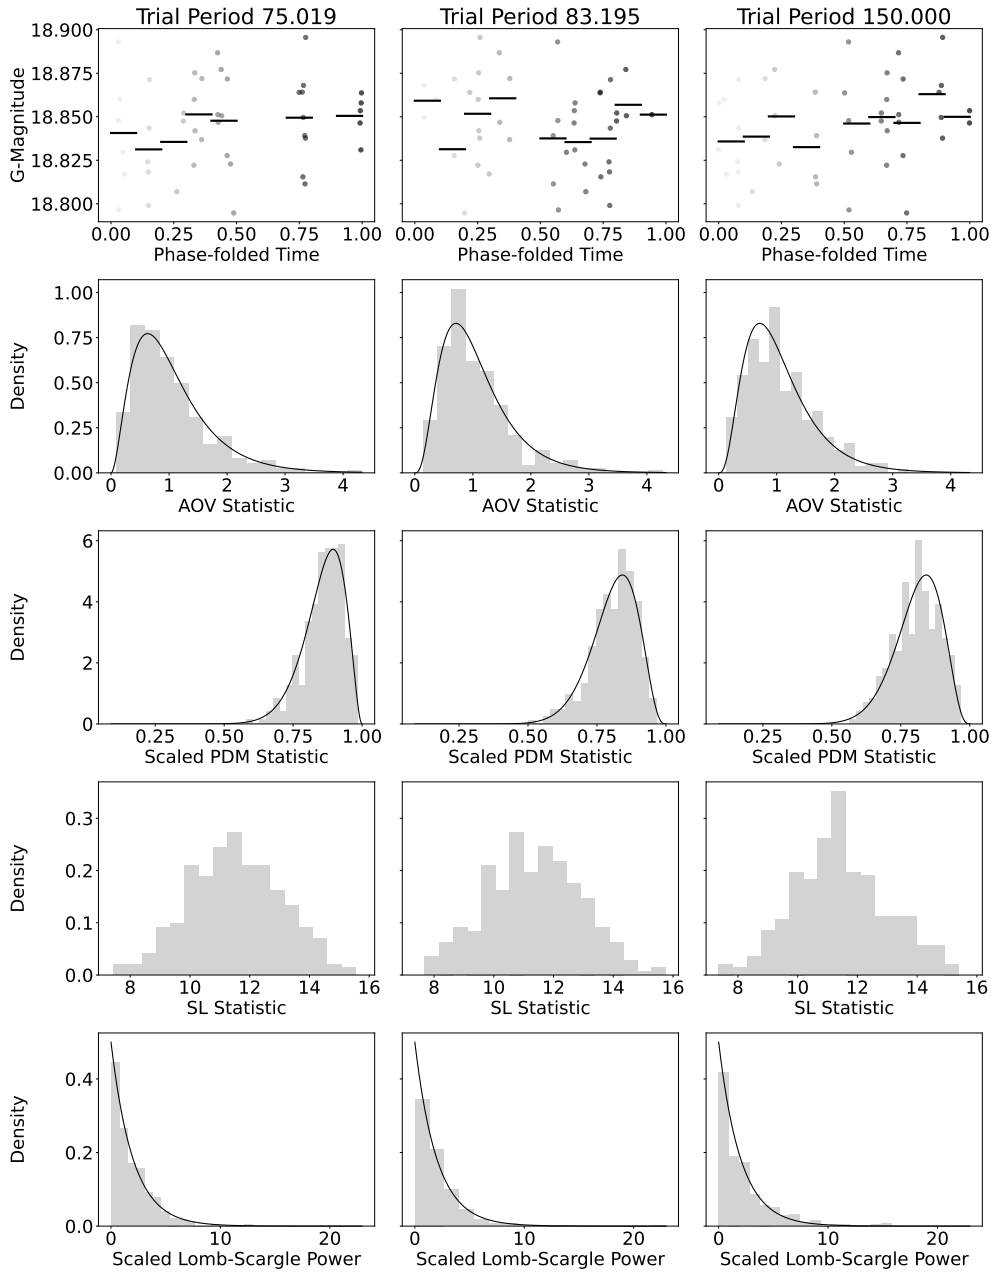 Trial Period 75.019 Trial Period 83.195 Trial Period 150.000
18.900
18.875
18.850
18.825
18.800
G-Magnitude
0.00 0.25 0.50 0.75 1.00 0.00 0.25 0.50 0.75 1.00 0.00 0.25 0.50 0.75 1.00
Phase-folded Time Phase-folded Time Phase-folded Time
1.00
0.75
0.50
0.25
0.00
Density
0 1 2 3 4 0 1 2 3 4 0 1 2 3 4
AOV Statistic AOV Statistic AOV Statistic
6
4
2
0
Density
0.25 0.50 0.75 1.00 0.25 0.50 0.75 1.00 0.25 0.50 0.75 1.00
Scaled PDM Statistic Scaled PDM Statistic Scaled PDM Statistic
0.3
0.2
0.1
0.0
Density
8 10 12 14 16 8 10 12 14 16 8 10 12 14 16
SL Statistic SL Statistic SL Statistic
0.4
0.2
0.0
Density
0 10 20 0 10 20 0 10 20
Scaled Lomb-Scargle Power Scaled Lomb-Scargle Power Scaled Lomb-Scargle Power